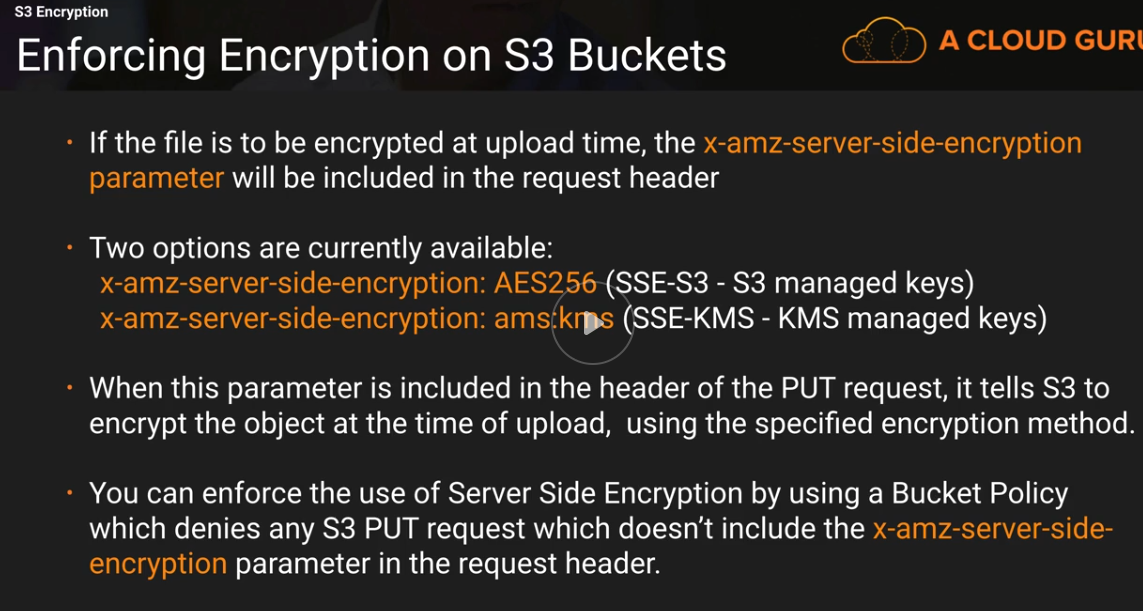 S3 Encryption
Enforcing Encryption on S3 Buckets
A CLOUD GURU
• If the file is to be encrypted at upload time, the x-amz-server-side-encryption
parameter will be included in the request header
• Two options are currently available:
x-amz-server-side-encryption: AES256 (SSE-S3 - S3 managed keys)
x-amz-server-side-encryption: ams:kms (SSE-KMS - KMS managed keys)
• When this parameter is included in the header of the PUT request, it tells S3 to
encrypt the object at the time of upload,  using the specified encryption method.
• You can enforce the use of Server Side Encryption by using a Bucket Policy
which denies any S3 PUT request which doesn’t include the x-amz-server-side-
encryption parameter in the request header.